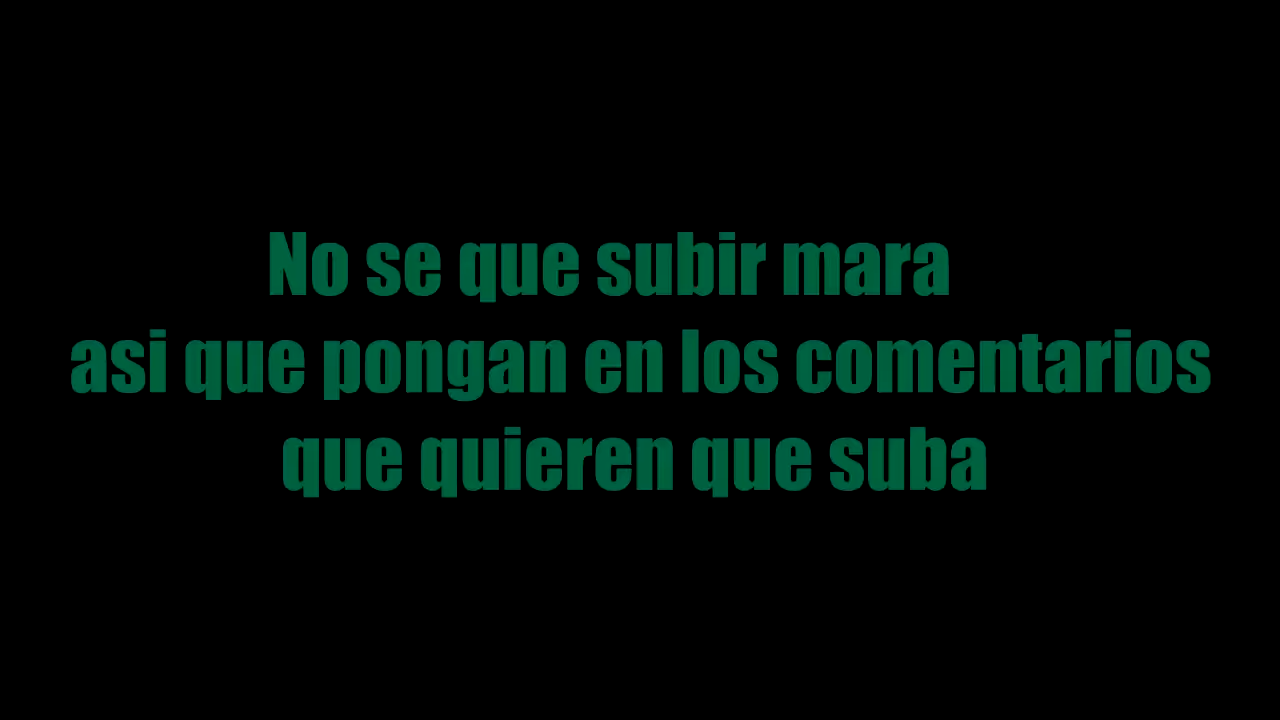 No se que subir mara
asi que pongan en los comentarios
que quieren que suba